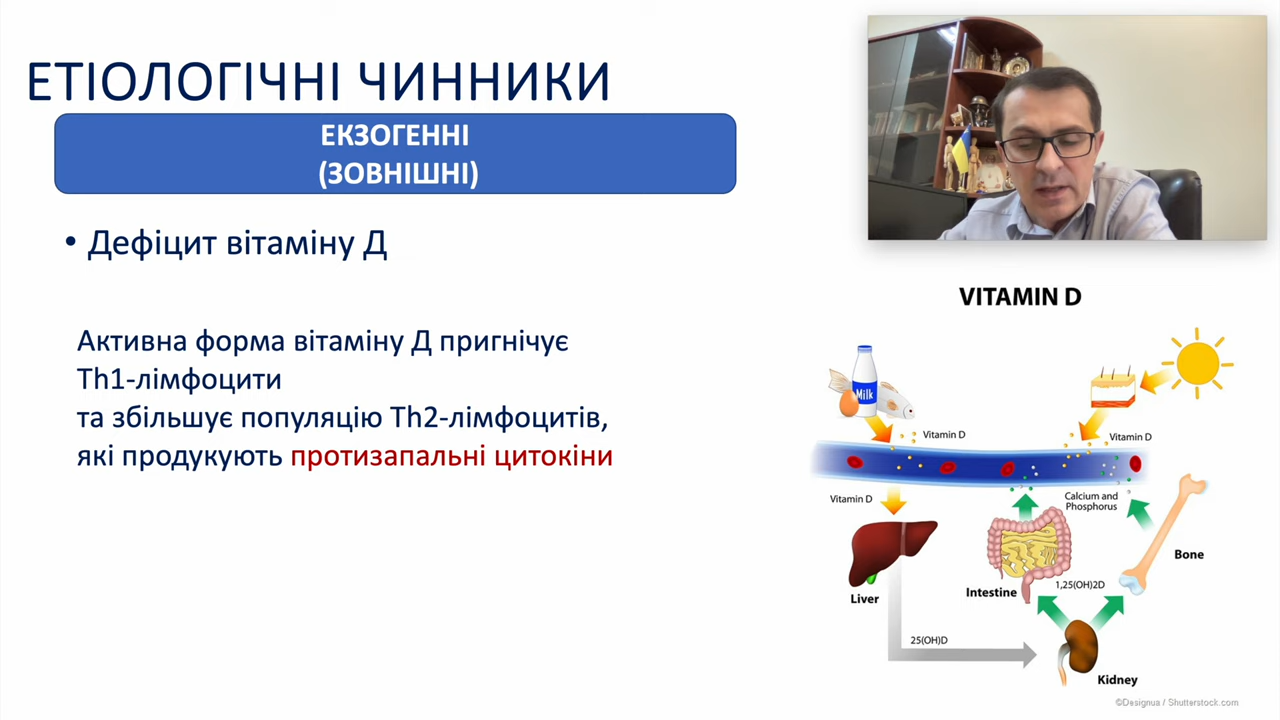 ЕТІОЛОГІЧНІ ЧИННИКИ
ЕКЗОГЕННІ
(ЗОВНІШНІ)
• Дефіцит вітаміну Д
Активна форма вітаміну Д пригнічує
Th1-лімфоцити
та збільшує популяцію Th2-лімфоцитів,
які продукують протизапальні цитокіни
VITAMIN D
Milk
Vitamin D
Vitamin D
Vitamin D
Calcium and
Phosphorus
Bone
Liver
Intestine
1,25(OH)2D
25(OH)D
Kidney
©Designua / Shutterstock.com